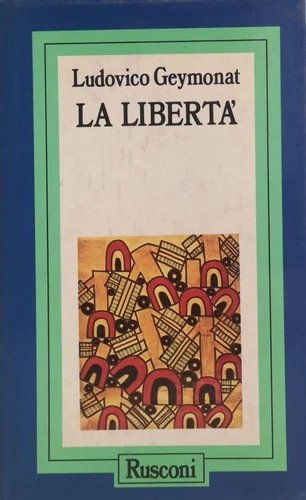 Ludovico Geymonat
LA LIBERTA'
Rusconi